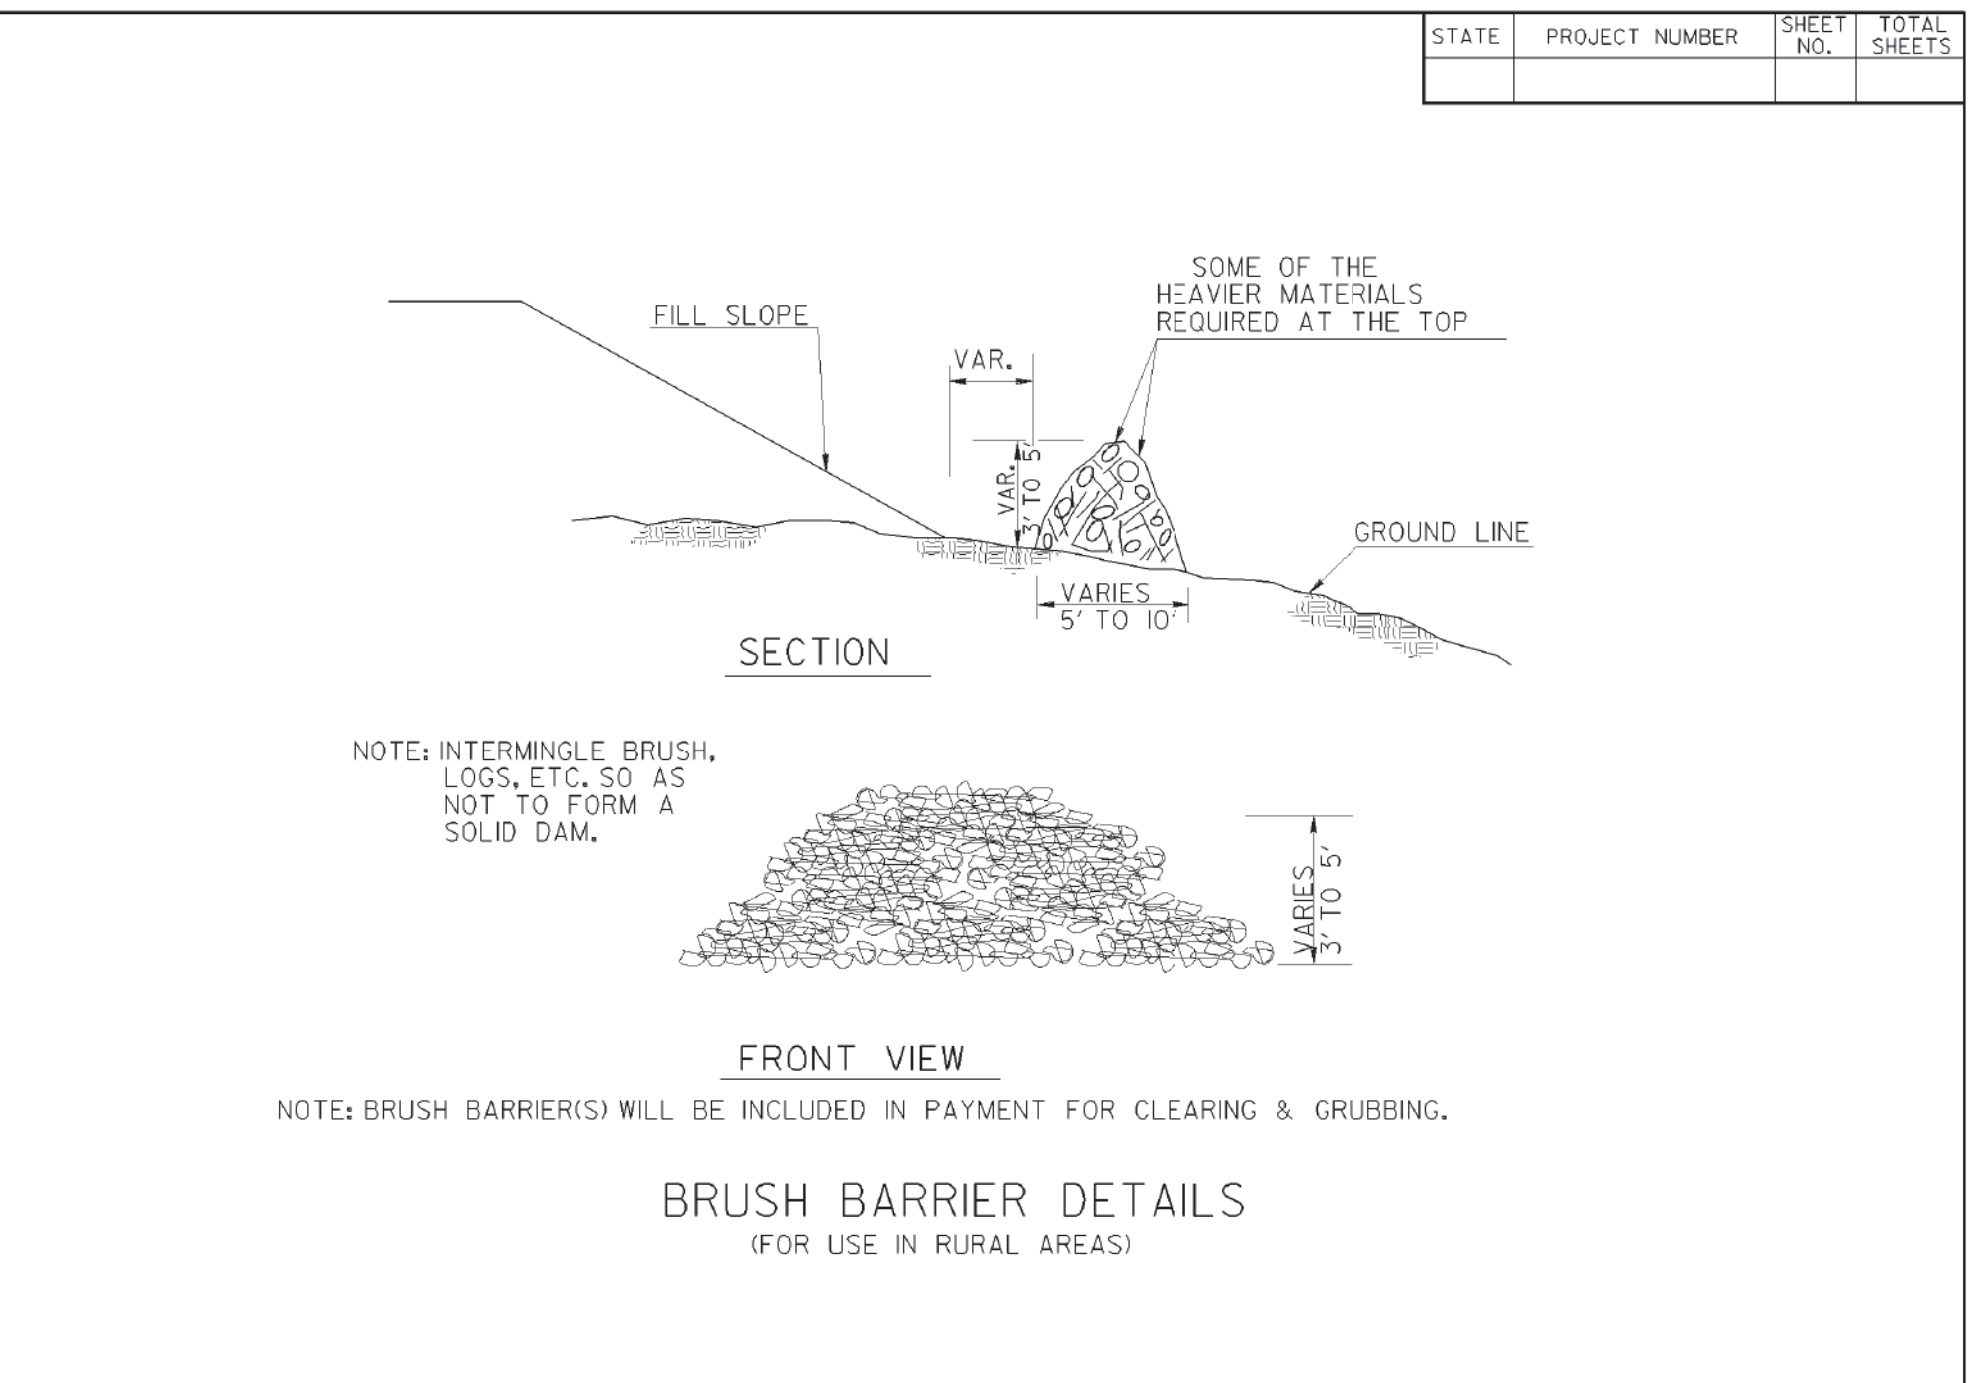 STATE
PROJECT NUMBER
SHEET
NO.
TOTAL
SHEETS
SOME OF THE
HEAVIER MATERIALS
REQUIRED AT THE TOP
FILL SLOPE
VAR.
VAR.
3' TO 5'
GROUND LINE
VARIES
5' TO 10'
SECTION
NOTE: INTERMINGLE BRUSH,
LOGS, ETC. SO AS
NOT TO FORM A
SOLID DAM.
VARIES
3' TO 5'
FRONT VIEW
NOTE: BRUSH BARRIER(S) WILL BE INCLUDED IN PAYMENT FOR CLEARING & GRUBBING.
BRUSH BARRIER DETAILS
(FOR USE IN RURAL AREAS)